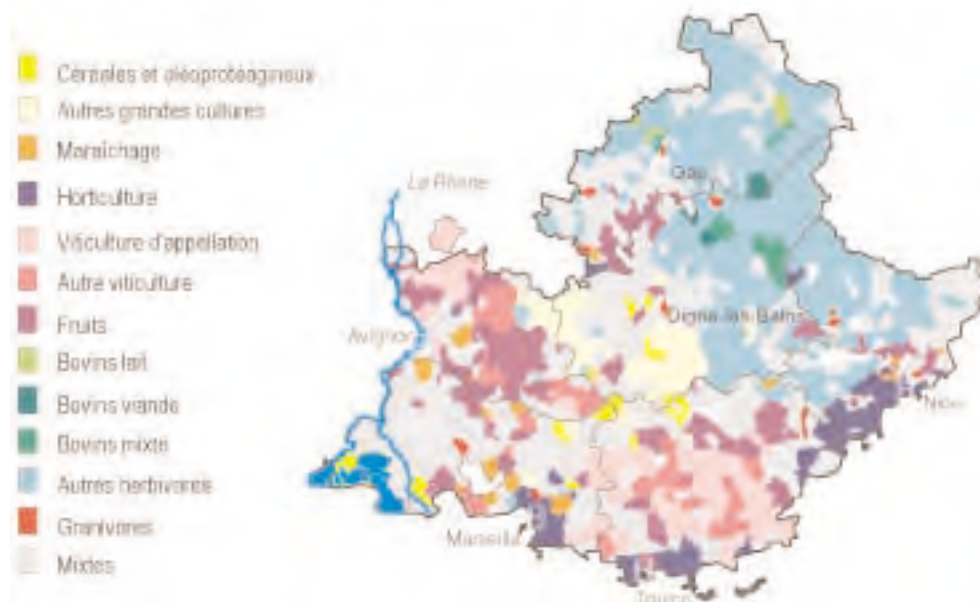 Céréales et oléoprotéagineux
Autres grandes cultures
Maraîchage
Horticulture
Viticulture d'appellation
Autre viticulture
Fruits
Bovins lait
Bovins viande
Bovins mixte
Autres herbivores
Granivores
Mixtes
Le Rhône
Gap
Digne-les-Bains
Avignon
Nice
Marseille
Toulon